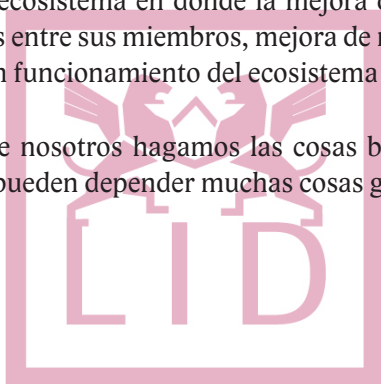 ecosistema en donde la mejora
s entre sus miembros, mejora de
funcionamiento del ecosistema
nosotros hagamos las cosas
pueden depender muchas cosas
LID